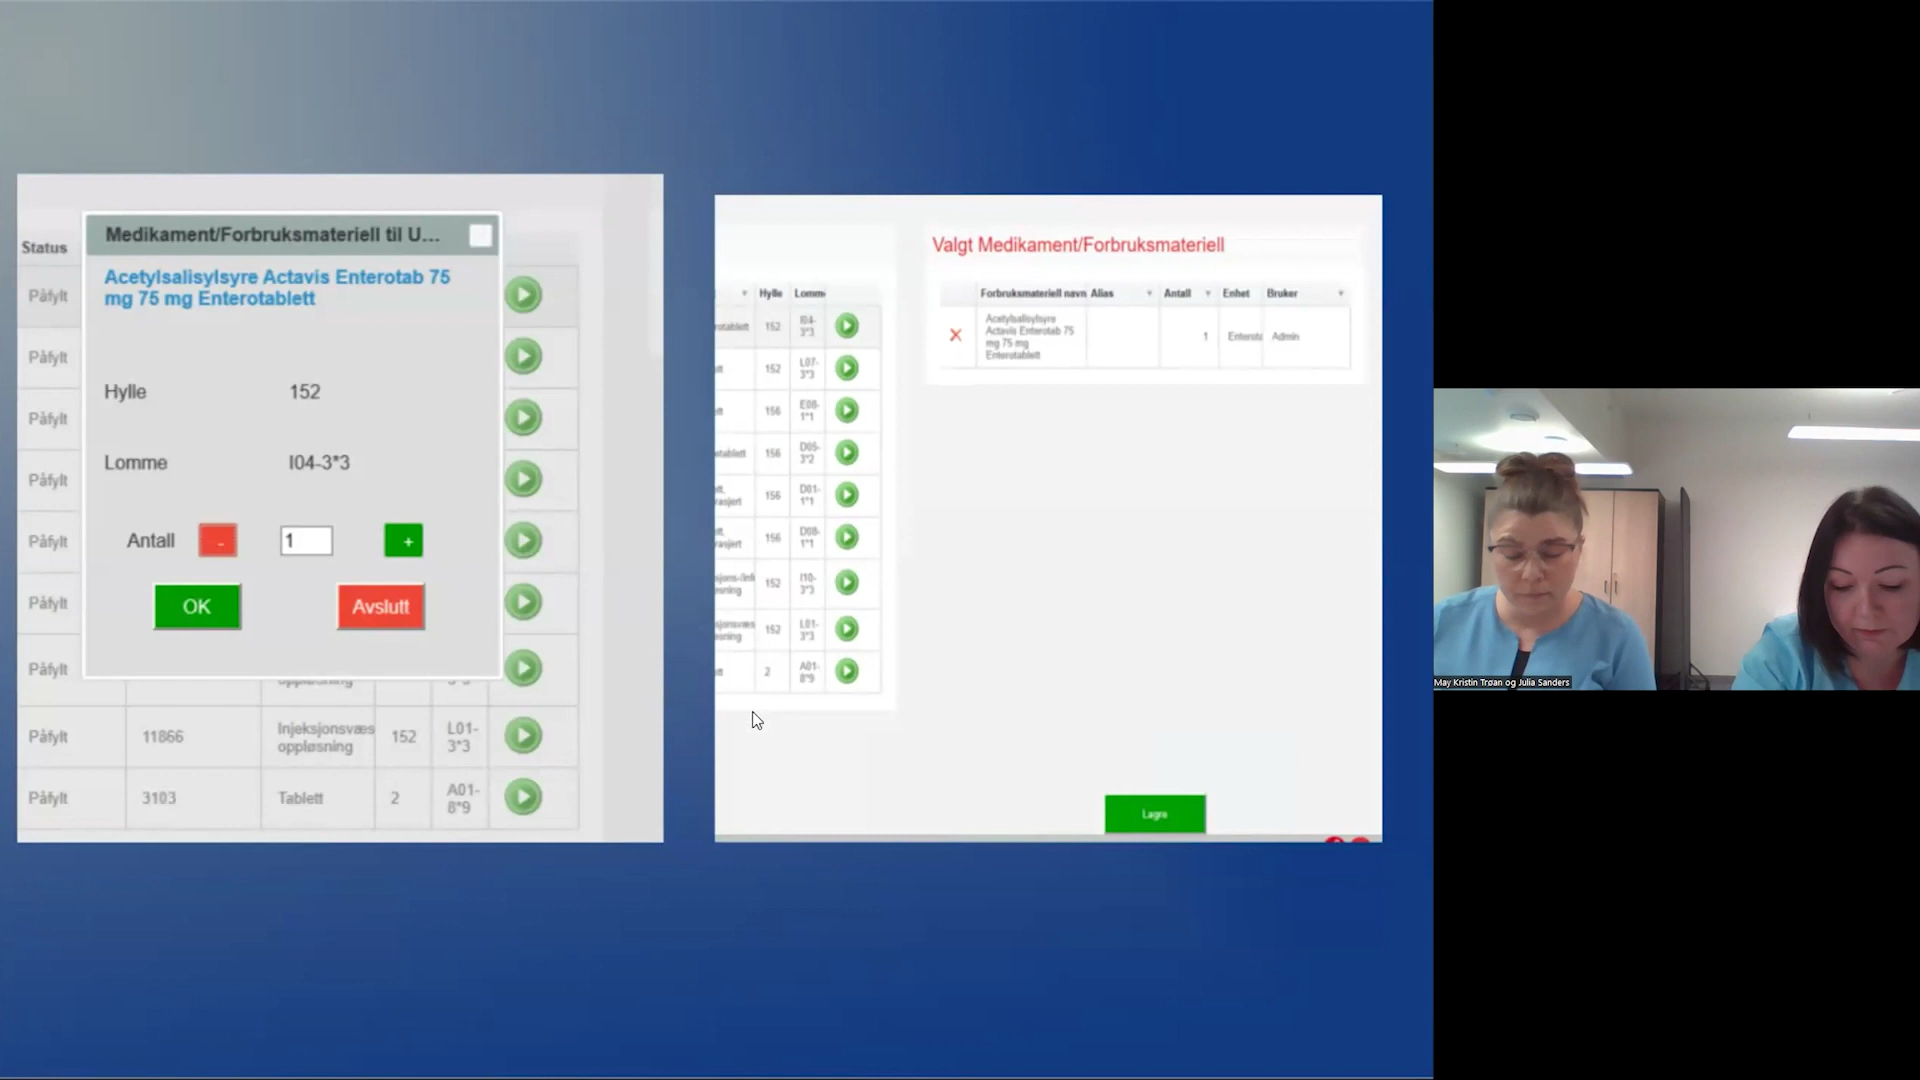 Status
Medikament/Forbruksmateriell til U...
Acetylsalisylsyre Actavis Enterotab 75
mg 75 mg Enterotablett
Hylle 152
Lomme I04-3*3
Antall - 1 +
OK Avslutt
Påfylt
Påfylt
Påfylt
Påfylt
Påfylt
Påfylt
Påfylt oppløsning
Påfylt 11866 Injeksjonsvæs oppløsning 152 L01-3*3
Påfylt 3103 Tablett 2 A01-8*9
Hylle Lomme
152 I04-3*3
152 L07-3*3
156 E08-1*1
156 D05-3*2
156 D01-1*1
156 D08-1*1
152 I10-3*3
152 L01-3*3
2 A01-8*9
Valgt Medikament/Forbruksmateriell
Forbruksmateriell navn Alias Antall Enhet Bruker
Acetylsalisylsyre
Actavis Enterotab 75
mg 75 mg
Enterotablett
1 Enterota Admin
Lagre
May Kristin Trøan og Julia Sanders